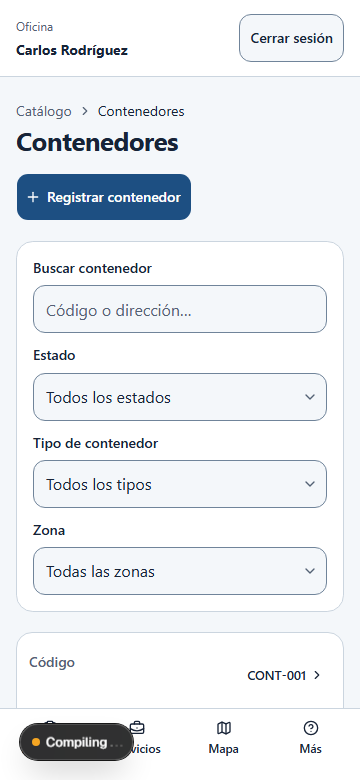 Oficina
Carlos Rodríguez
Cerrar sesión
Catálogo > Contenedores
Contenedores
+ Registrar contenedor
Buscar contenedor
Código o dirección...
Estado
Todos los estados
Tipo de contenedor
Todos los tipos
Zona
Todas las zonas
Código
CONT-001 >
Compiling ...
vicios
Mapa
Más